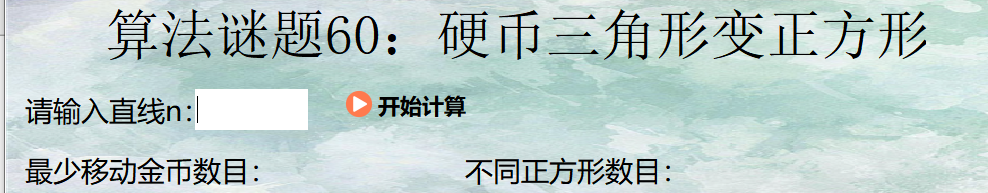 算法谜题60：硬币三角形变正方形
请输入直线n:
开始计算
最少移动金币数目:
不同正方形数目: